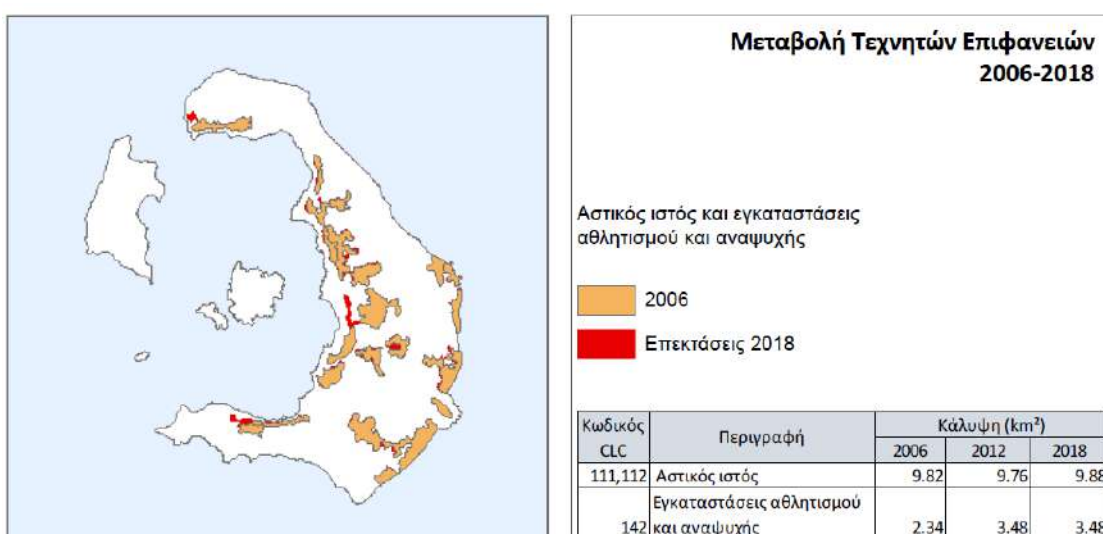 Μεταβολή Τεχνητών Επιφανειών
2006-2018
Αστικός ιστός και εγκαταστάσεις
αθλητισμού και αναψυχής
2006
Επεκτάσεις 2018
Κωδικός CLC Περιγραφή Κάλυψη (km²)
2006 2012 2018
111,112 Αστικός ιστός 9.82 9.76 9.88
Εγκαταστάσεις αθλητισμού
142 και αναψυχής 2.34 3.48 3.48